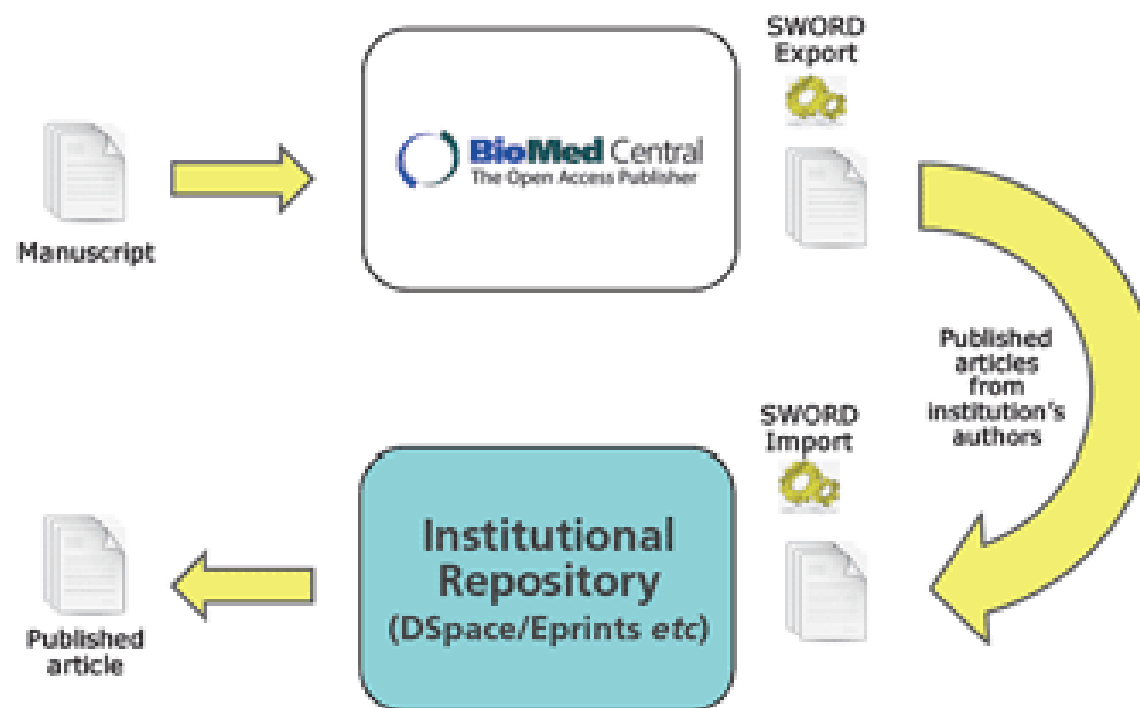 SWORD
Export
BioMed Central
The Open Access Publisher
Manuscript
Published
articles
from
institution's
authors
SWORD
Import
Institutional
Repository
(DSpace/Eprints etc)
Published
article